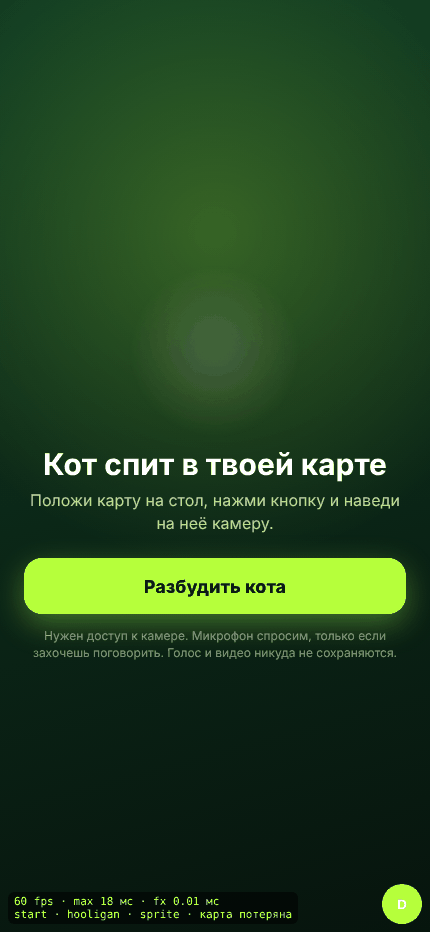 Кот спит в твоей карте
Положи карту на стол, нажми кнопку и наведи
на неё камеру.
Разбудить кота
Нужен доступ к камере. Микрофон спросим, только если
захочешь поговорить. Голос и видео никуда не сохраняются.
60 fps · max 18 мс · fx 0.01 мс
start · hooligan · sprite · карта потеряна
D